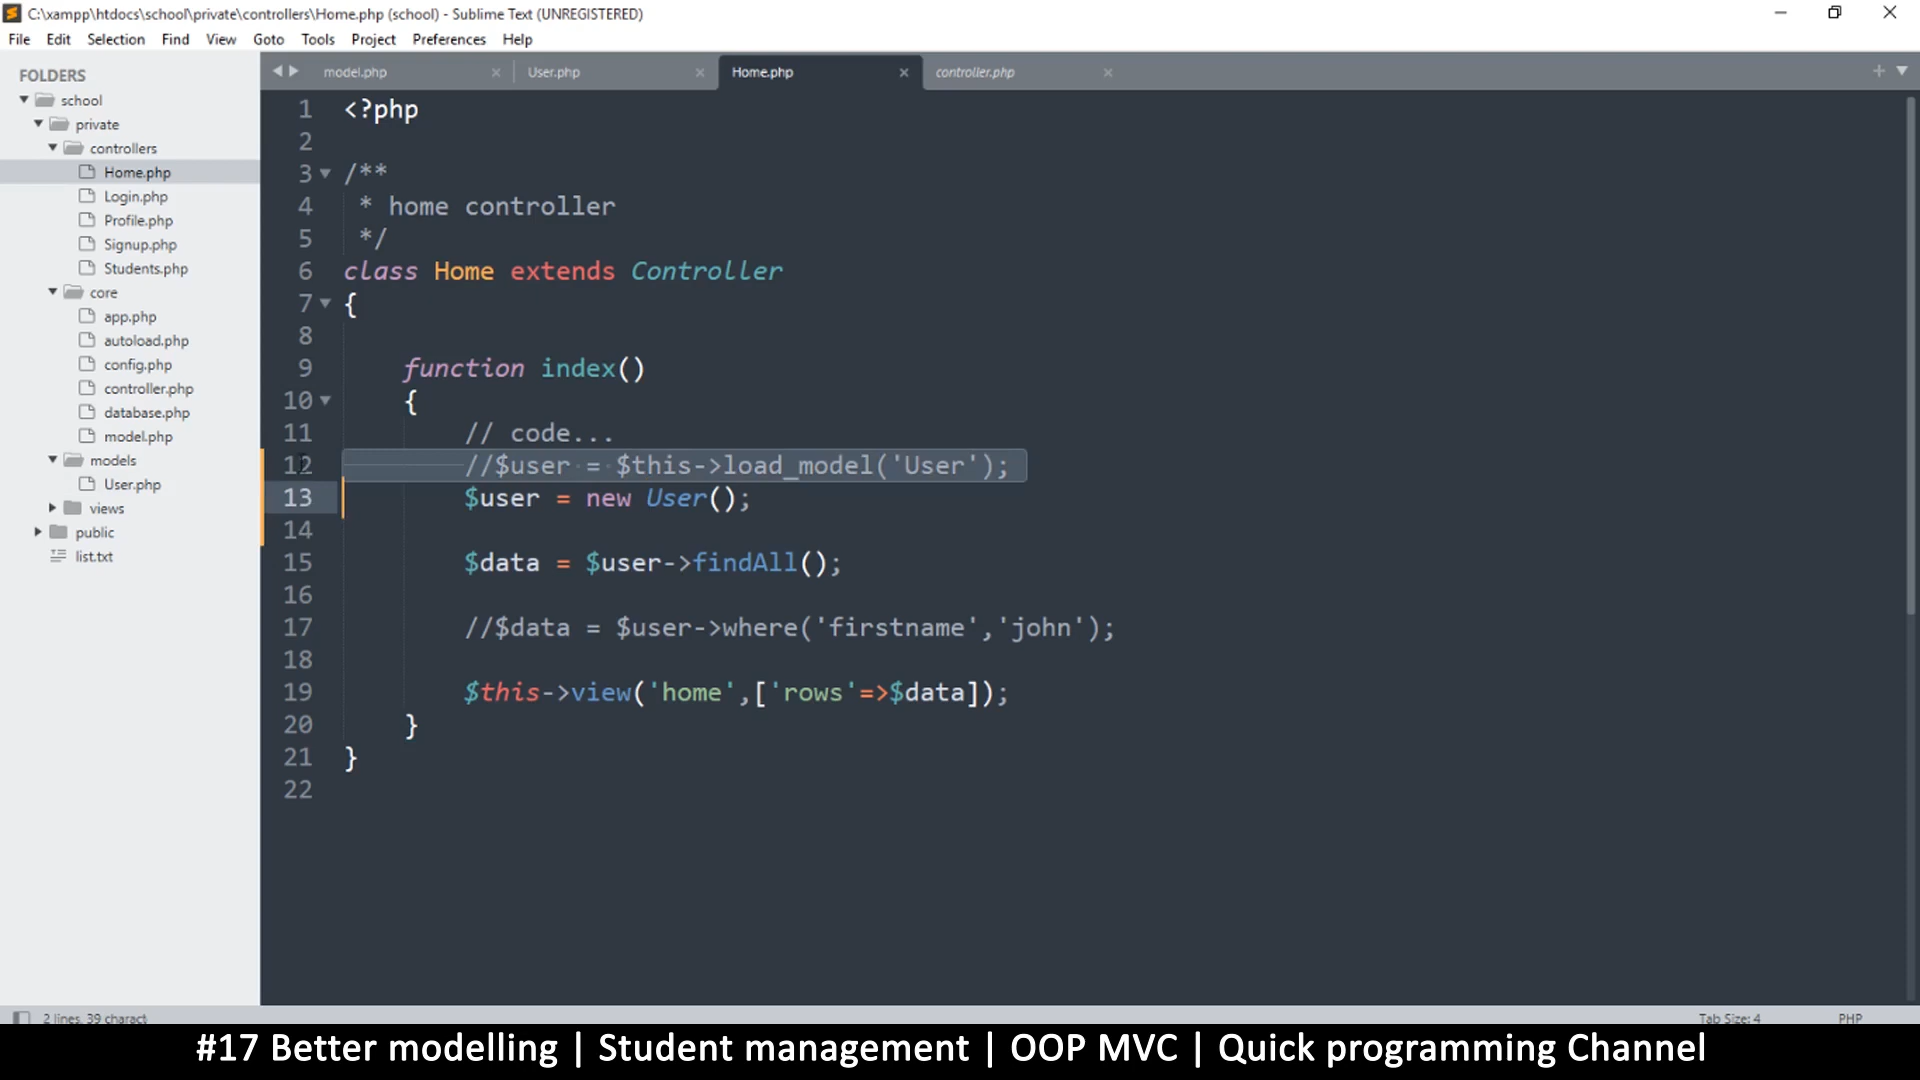 C:\xampp\htdocs\school\private\controllers\Home.php (school) - Sublime Text (UNREGISTERED)
File Edit Selection Find View Goto Tools Project Preferences Help
FOLDERS
school
private
controllers
Home.php
Login.php
Profile.php
Signup.php
Students.php
core
app.php
autoload.php
config.php
controller.php
database.php
model.php
models
User.php
views
public
list.txt
model.php User.php Home.php controller.php
1 <?php
2
3 /**
4 * home controller
5 */
6 class Home extends Controller
7 {
8
9 function index()
10 {
11 // code...
12 //$user = $this->load_model('User');
13 $user = new User();
14
15 $data = $user->findAll();
16
17 //$data = $user->where('firstname','john');
18
19 $this->view('home',['rows'=>$data]);
20 }
21 }
22
2 lines, 39 charact
Tab Size: 4 PHP
#17 Better modelling | Student management | OOP MVC | Quick programming Channel